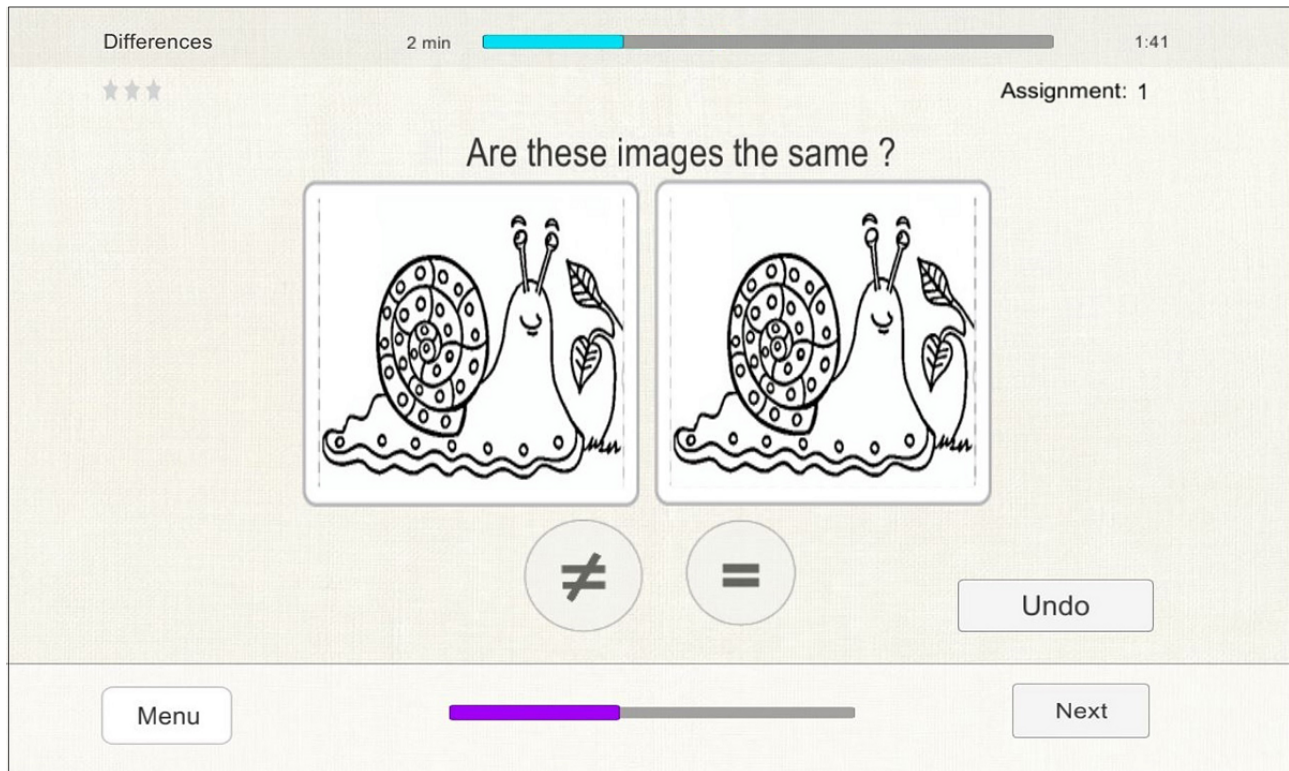 Differences 2 min 1:41
Assignment: 1
Are these images the same ?
≠ =
Undo
Menu Next